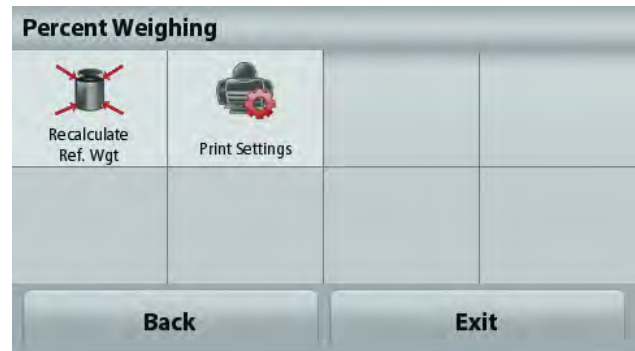 Percent Weighing
Recalculate
Ref. Wgt
Print Settings
Back
Exit